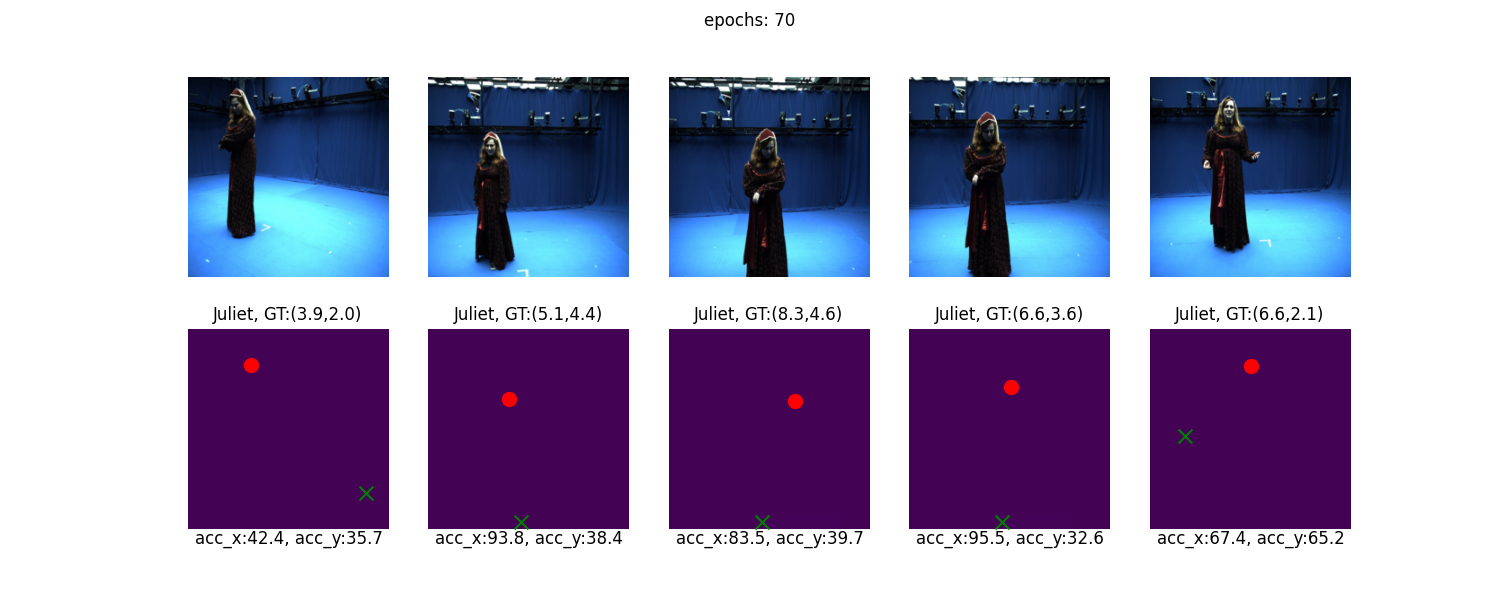 epochs: 70
Juliet, GT:(3.9,2.0)
Juliet, GT:(5.1,4.4)
Juliet, GT:(8.3,4.6)
Juliet, GT:(6.6,3.6)
Juliet, GT:(6.6,2.1)
acc_x:42.4, acc_y:35.7
acc_x:93.8, acc_y:38.4
acc_x:83.5, acc_y:39.7
acc_x:95.5, acc_y:32.6
acc_x:67.4, acc_y:65.2